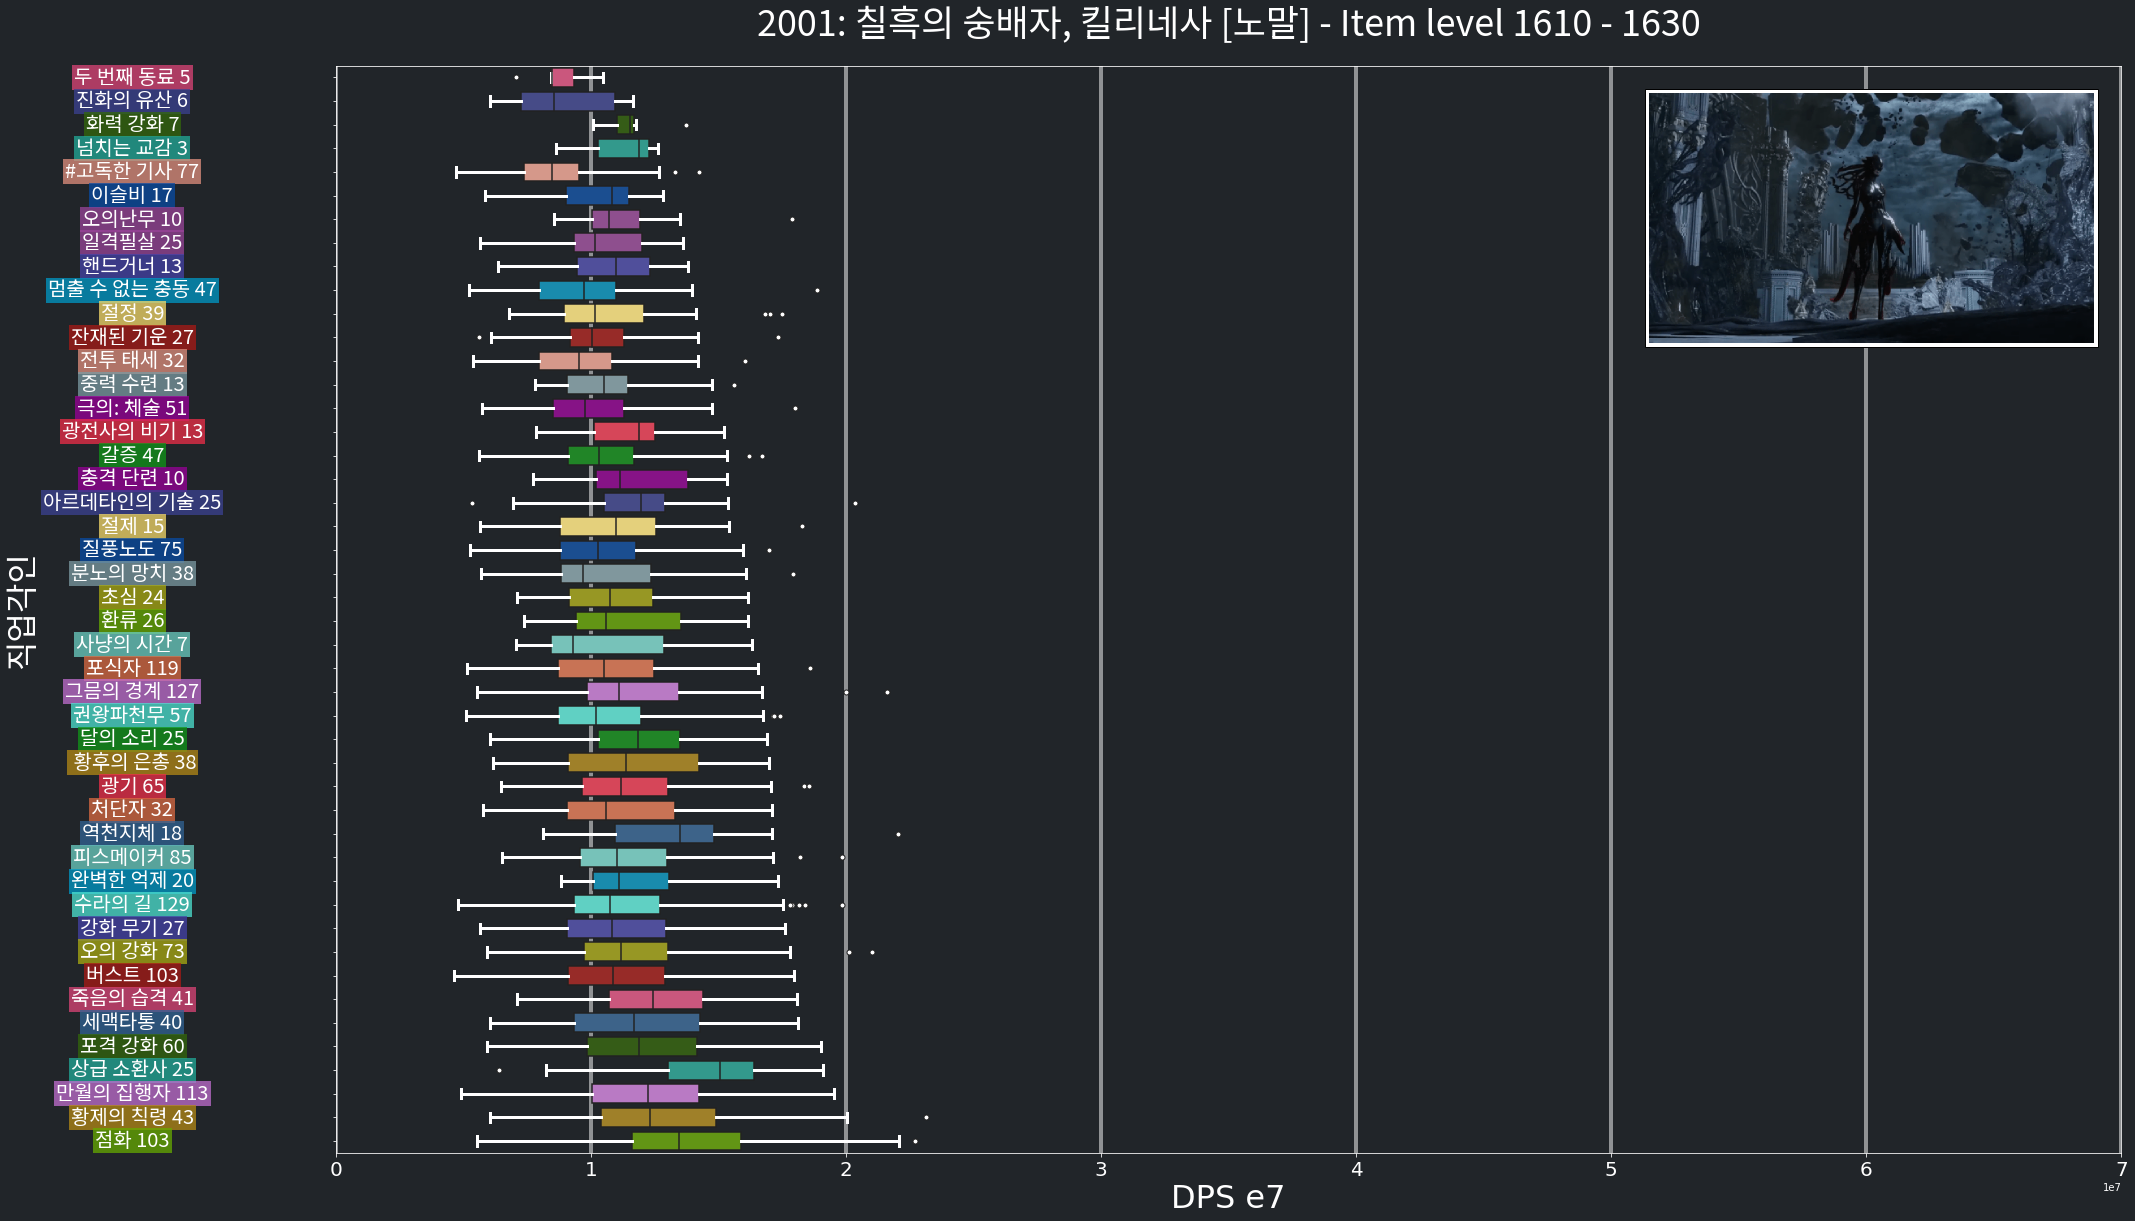 2001: 칠흑의 숭배자, 킬리네사 [노말] - Item level 1610 - 1630
두 번째 동료 5
진화의 유산 6
화력 강화 7
넘치는 교감 3
#고독한 기사 77
이슬비 17
오의난무 10
일격필살 25
핸드거너 13
멈출 수 없는 충동 47
절정 39
잔재된 기운 27
전투 태세 32
중력 수련 13
극의: 체술 51
광전사의 비기 13
갈증 47
충격 단련 10
아르데타인의 기술 25
절제 15
질풍노도 75
분노의 망치 38
초심 24
환류 26
사냥의 시간 7
포식자 119
그믐의 경계 127
권왕파천무 57
달의 소리 25
황후의 은총 38
광기 65
처단자 32
역천지체 18
피스메이커 85
완벽한 억제 20
수라의 길 129
강화 무기 27
오의 강화 73
버스트 103
죽음의 습격 41
세맥타통 40
포격 강화 60
상급 소환사 25
만월의 집행자 113
황제의 칙령 43
점화 103
직업각인
0 1 2 3 4 5 6 7
1e7
DPS e7